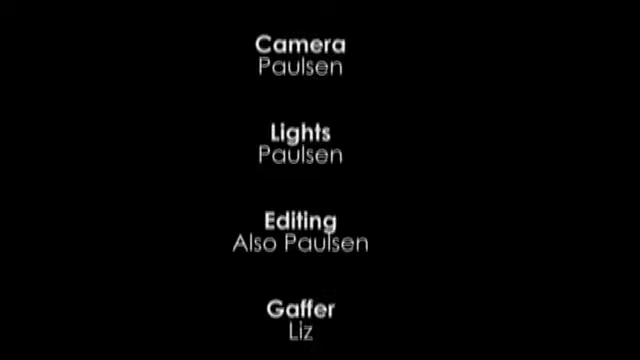 Camera
Paulsen
Lights
Paulsen
Editing
Also Paulsen
Gaffer
Liz